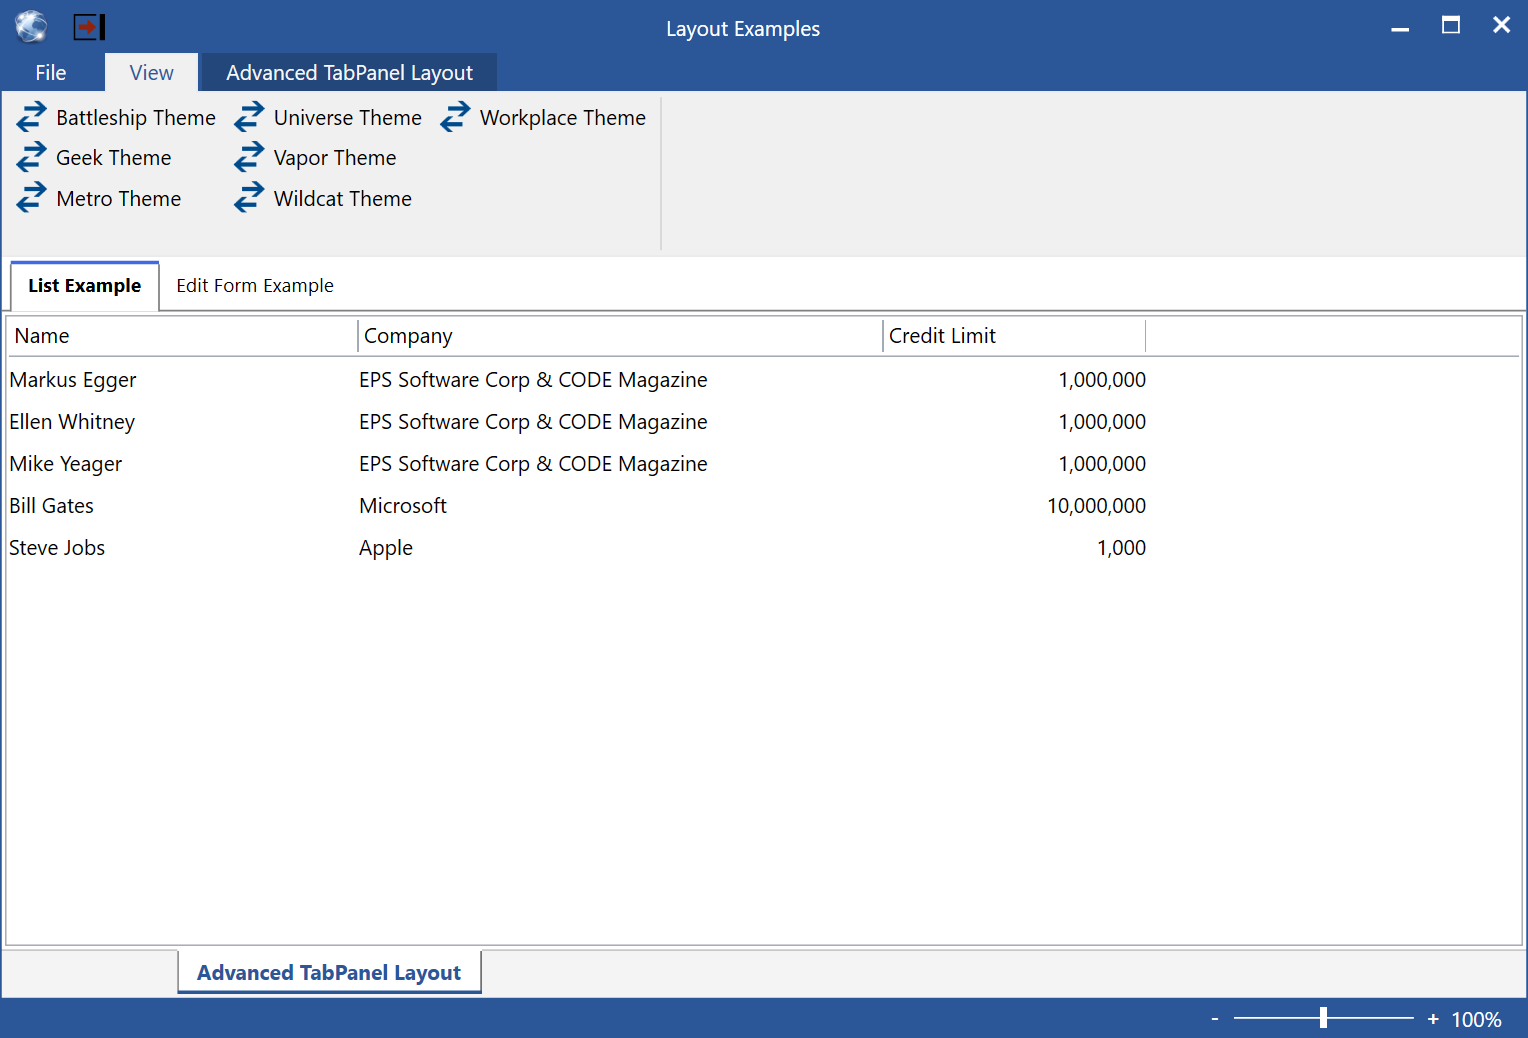 Layout Examples
File View Advanced TabPanel Layout
Battleship Theme Universe Theme Workplace Theme
Geek Theme Vapor Theme
Metro Theme Wildcat Theme
List Example Edit Form Example
Name Company Credit Limit
Markus Egger EPS Software Corp & CODE Magazine 1,000,000
Ellen Whitney EPS Software Corp & CODE Magazine 1,000,000
Mike Yeager EPS Software Corp & CODE Magazine 1,000,000
Bill Gates Microsoft 10,000,000
Steve Jobs Apple 1,000
Advanced TabPanel Layout
- + 100%